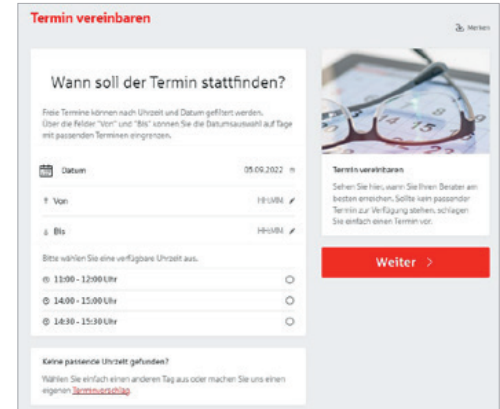 Termin vereinbaren
Merken
Wann soll der Termin stattfinden?
Freie Termine können nach Uhrzeit und Datum gefiltert werden.
Über die Felder "Von" und "Bis" können Sie die Datumsauswahl auf Tage
mit passenden Terminen eingrenzen.
Datum 05.09.2022
Von HH:MM
Bis HH:MM
Bitte wählen Sie eine verfügbare Uhrzeit aus.
11:00 - 12:00 Uhr
14:00 - 15:00 Uhr
14:30 - 15:30 Uhr
Keine passende Uhrzeit gefunden?
Wählen Sie einfach einen anderen Tag aus oder machen Sie uns einen
eigenen Terminvorschlag.
14 15
Termin vereinbaren
Sehen Sie hier, wann Sie Ihren Berater am
besten erreichen. Sollte kein passender
Termin zur Verfügung stehen, schlagen
Sie einfach einen Termin vor.
Weiter >